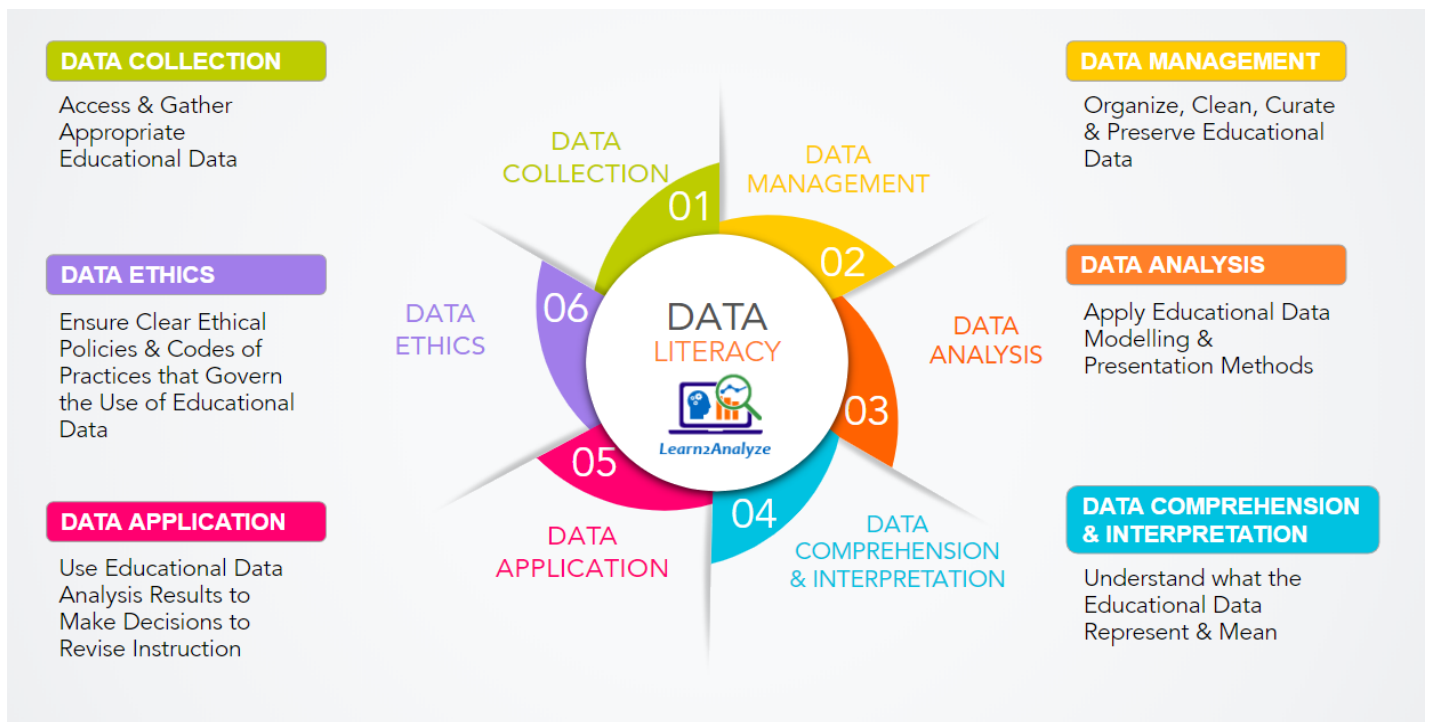 DATA COLLECTION
Access & Gather
Appropriate
Educational Data
DATA ETHICS
Ensure Clear Ethical
Policies & Codes of
Practices that Govern
the Use of Educational
Data
DATA APPLICATION
Use Educational Data
Analysis Results to
Make Decisions to
Revise Instruction
DATA
COLLECTION
01
DATA
MANAGEMENT
02
DATA
ANALYSIS
03
DATA
COMPREHENSION
& INTERPRETATION
04
DATA
APPLICATION
05
DATA
ETHICS
06
DATA
LITERACY
Learn2Analyze
DATA MANAGEMENT
Organize, Clean, Curate
& Preserve Educational
Data
DATA ANALYSIS
Apply Educational Data
Modelling &
Presentation Methods
DATA COMPREHENSION
& INTERPRETATION
Understand what the
Educational Data
Represent & Mean